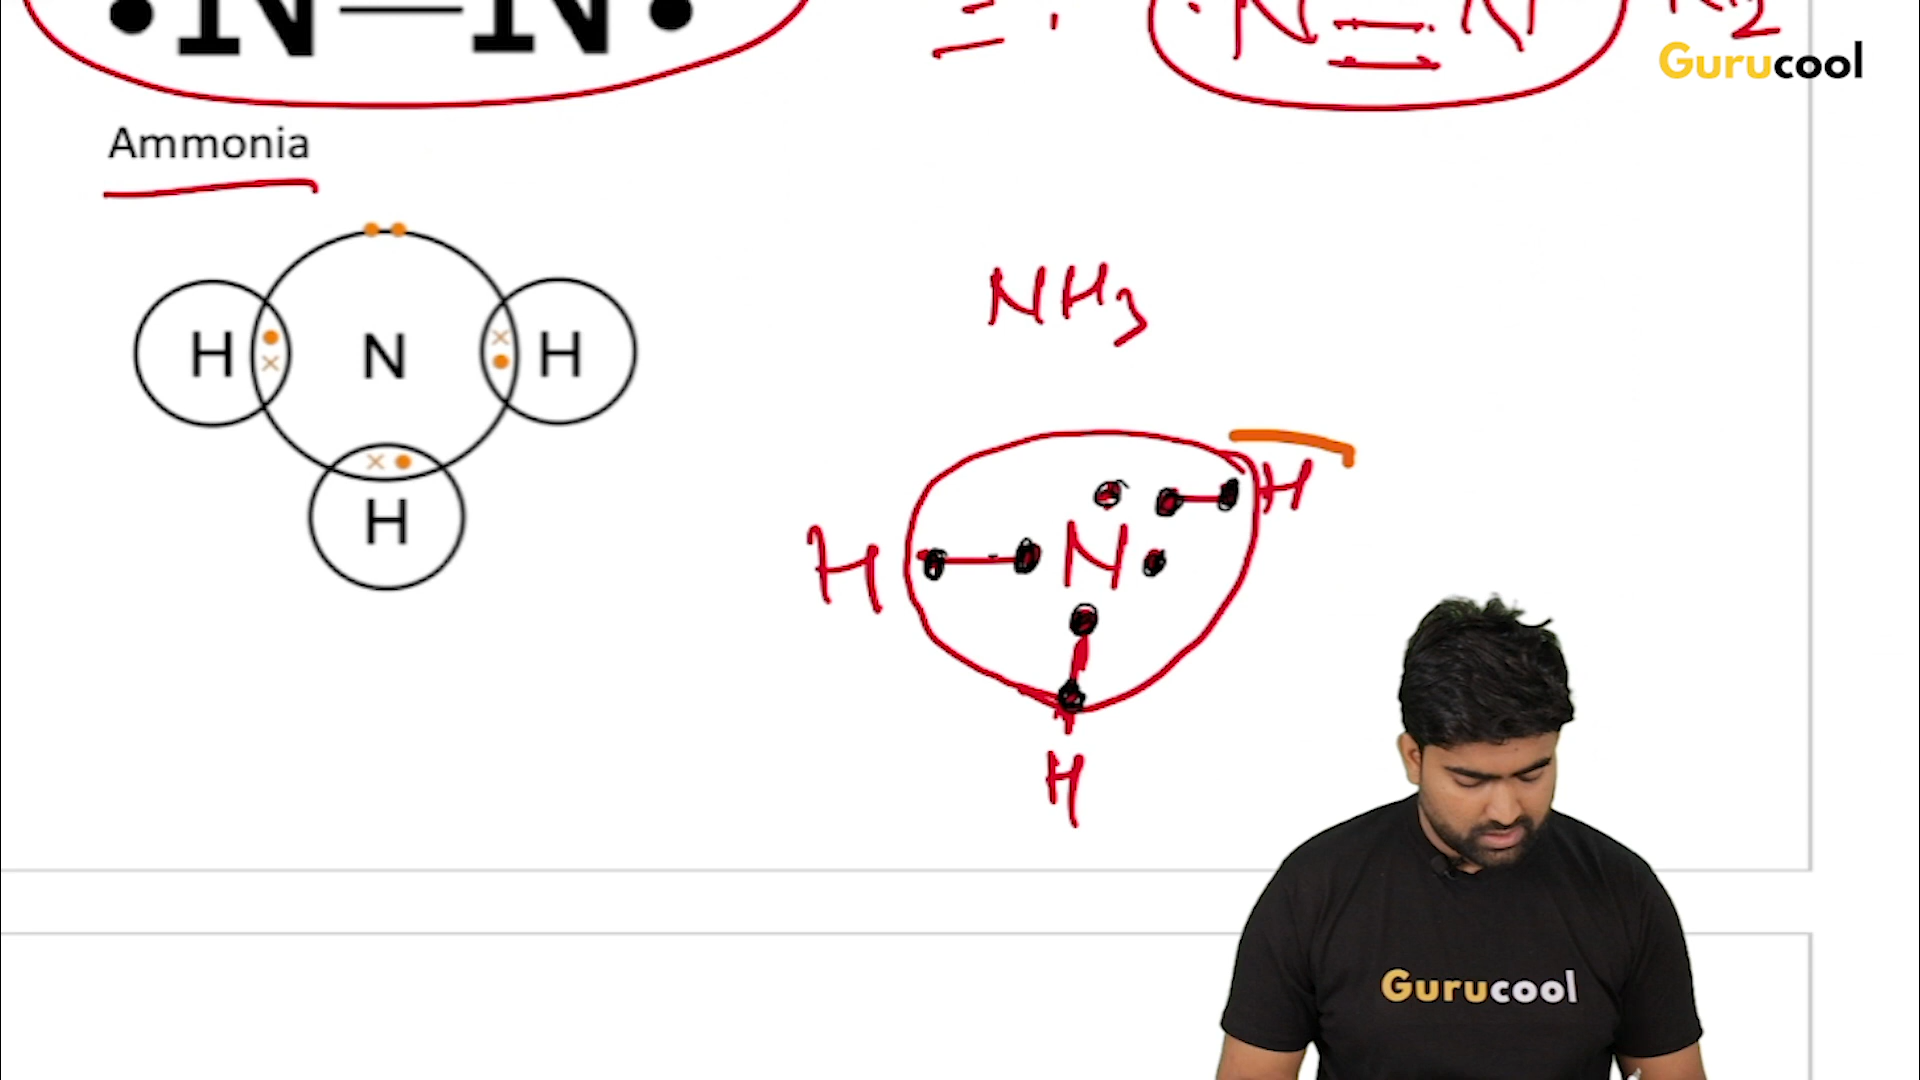 N—N
N≡N
Gurucool
Ammonia
NH3
H N H
H
H
H N
H
Gurucool